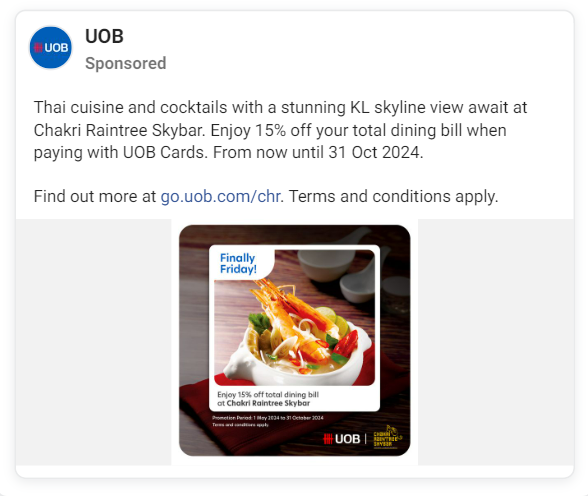 UOB
UOB
Sponsored
Thai cuisine and cocktails with a stunning KL skyline view await at
Chakri Raintree Skybar. Enjoy 15% off your total dining bill when
paying with UOB Cards. From now until 31 Oct 2024.
Find out more at go.uob.com/chr. Terms and conditions apply.
Finally
Friday!
Enjoy 15% off total dining bill
at Chakri Raintree Skybar
Promotion Period: 1 May 2024 to 31 October 2024
Terms and conditions apply.
UOB
CHAKRI
RAINTREE
SKYBAR